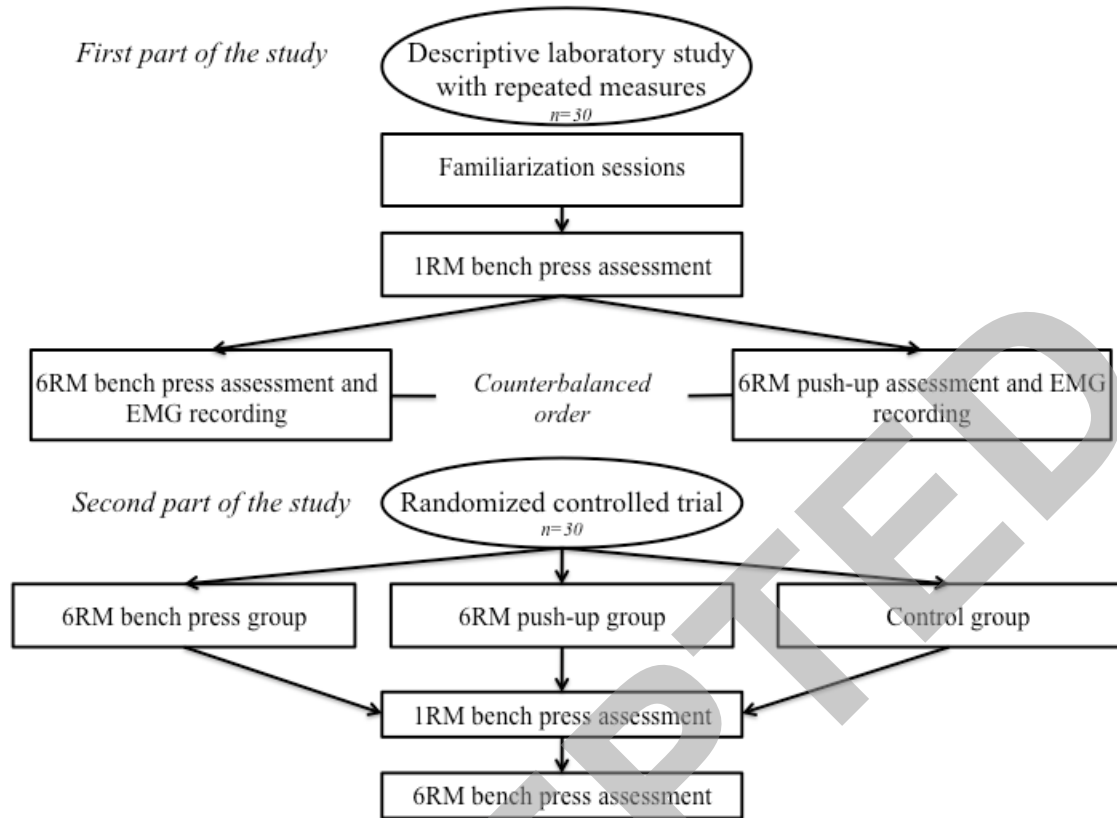 First part of the study
Descriptive laboratory study
with repeated measures
n=30
Familiarization sessions
1RM bench press assessment
6RM bench press assessment and
EMG recording
Counterbalanced
order
6RM push-up assessment and EMG
recording
Second part of the study
Randomized controlled trial
n=30
6RM bench press group
6RM push-up group
Control group
1RM bench press assessment
6RM bench press assessment
PTED